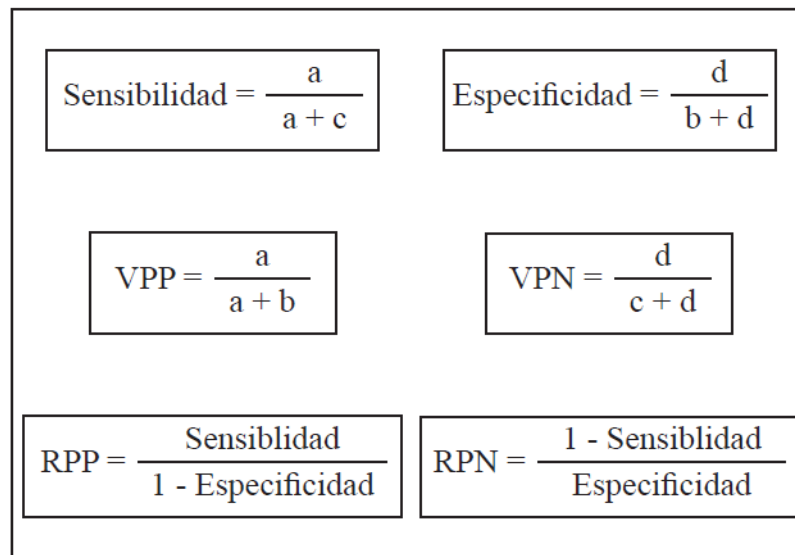 Sensibilidad = a / a + c
Especificidad = d / b + d
VPP = a / a + b
VPN = d / c + d
RPP = Sensiblidad / 1 - Especificidad
RPN = 1 - Sensiblidad / Especificidad